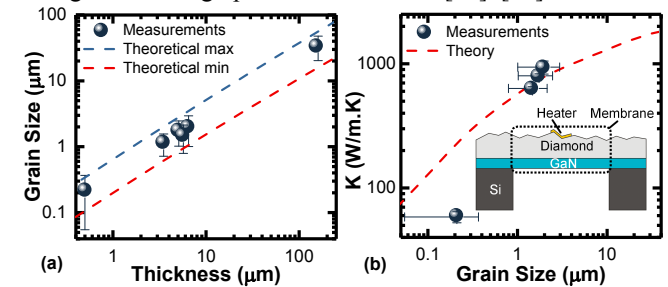 100
10
1
0.1
Grain Size (μm)
Measurements
Theoretical max
Theoretical min
1
10
100
(a)
Thickness (μm)
1000
100
K (W/m.K)
Measurements
Theory
Heater
Membrane
Diamond
GaN
Si
0.1
1
10
(b)
Grain Size (μm)